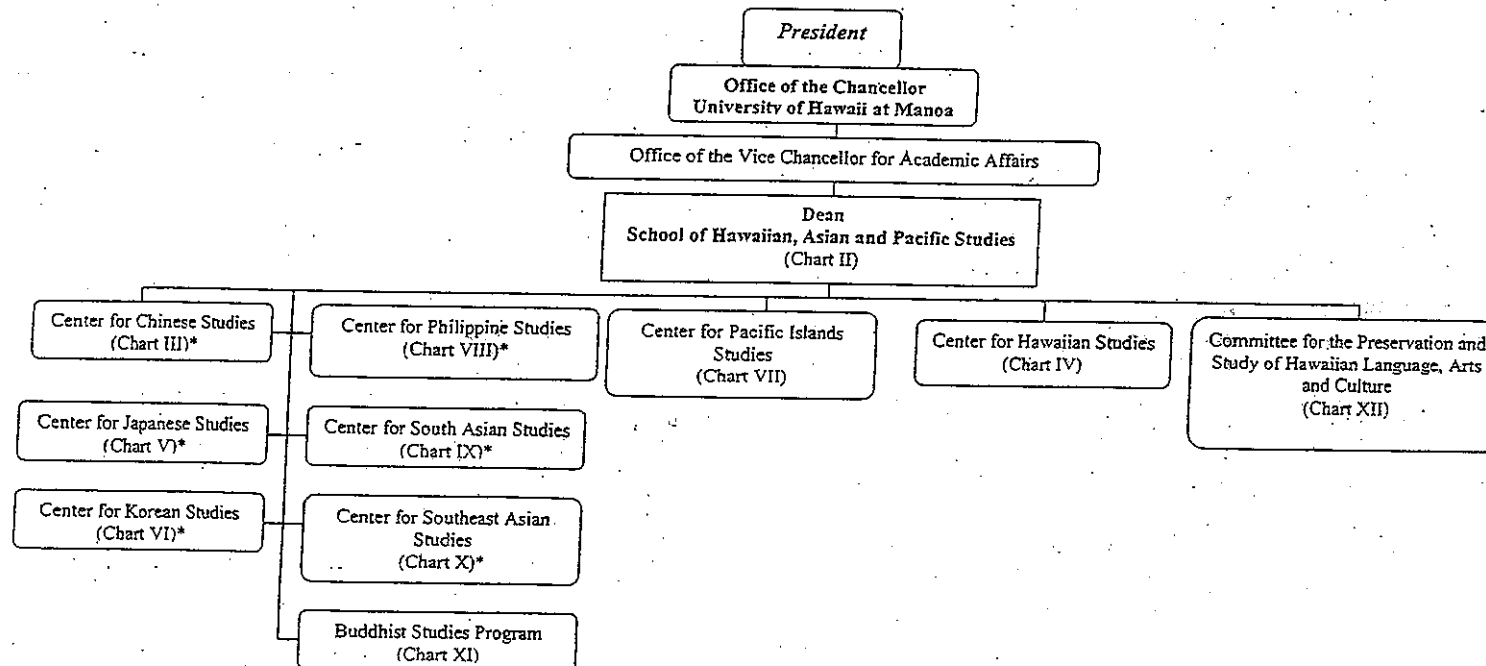 President
Office of the Chancellor
University of Hawaii at Manoa
Office of the Vice Chancellor for Academic Affairs
Dean
School of Hawaiian, Asian and Pacific Studies
(Chart II)
Center for Chinese Studies
(Chart III)*
Center for Philippine Studies
(Chart VIII)*
Center for Pacific Islands
Studies
(Chart VII)
Center for Hawaiian Studies
(Chart IV)
Committee for the Preservation and
Study of Hawaiian Language, Arts
and Culture
(Chart XII)
Center for Japanese Studies
(Chart V)*
Center for South Asian Studies
(Chart IX)*
Center for Korean Studies
(Chart VI)*
Center for Southeast Asian
Studies
(Chart X)*
Buddhist Studies Program
(Chart XI)